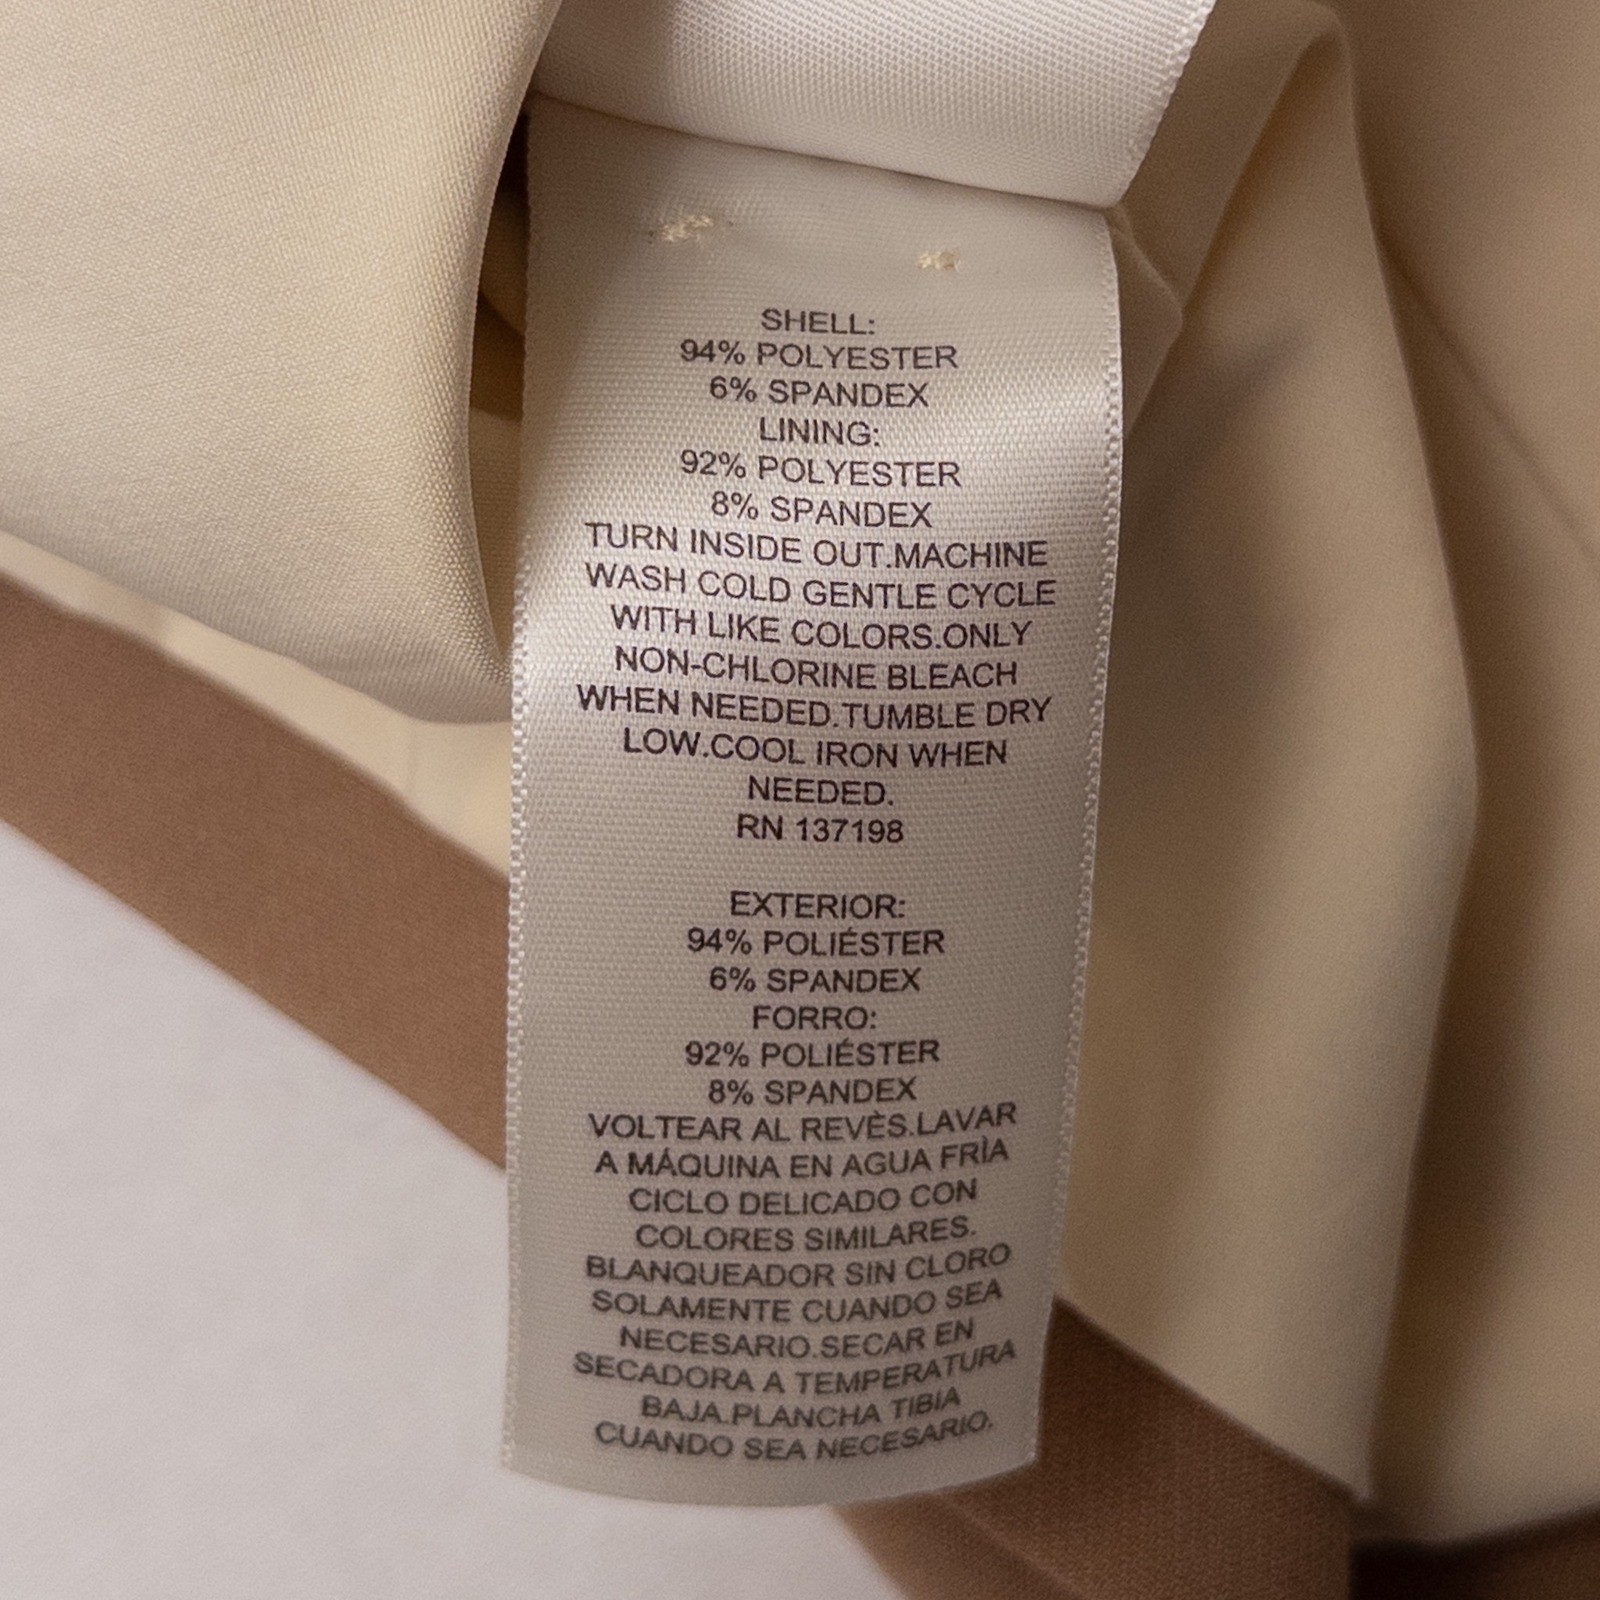 SHELL:
94% POLYESTER
6% SPANDEX
LINING:
92% POLYESTER
8% SPANDEX
TURN INSIDE OUT.MACHINE
WASH COLD GENTLE CYCLE
WITH LIKE COLORS.ONLY
NON-CHLORINE BLEACH
WHEN NEEDED.TUMBLE DRY
LOW.COOL IRON WHEN
NEEDED.
RN 137198
EXTERIOR:
94% POLIÉSTER
6% SPANDEX
FORRO:
92% POLIÉSTER
8% SPANDEX
VOLTEAR AL REVÈS.LAVAR
A MÁQUINA EN AGUA FRÌA
CICLO DELICADO CON
COLORES SIMILARES.
BLANQUEADOR SIN CLORO
SOLAMENTE CUANDO SEA
NECESARIO.SECAR EN
SECADORA A TEMPERATURA
BAJA.PLANCHA TIBIA
CUANDO SEA NECESARIO.